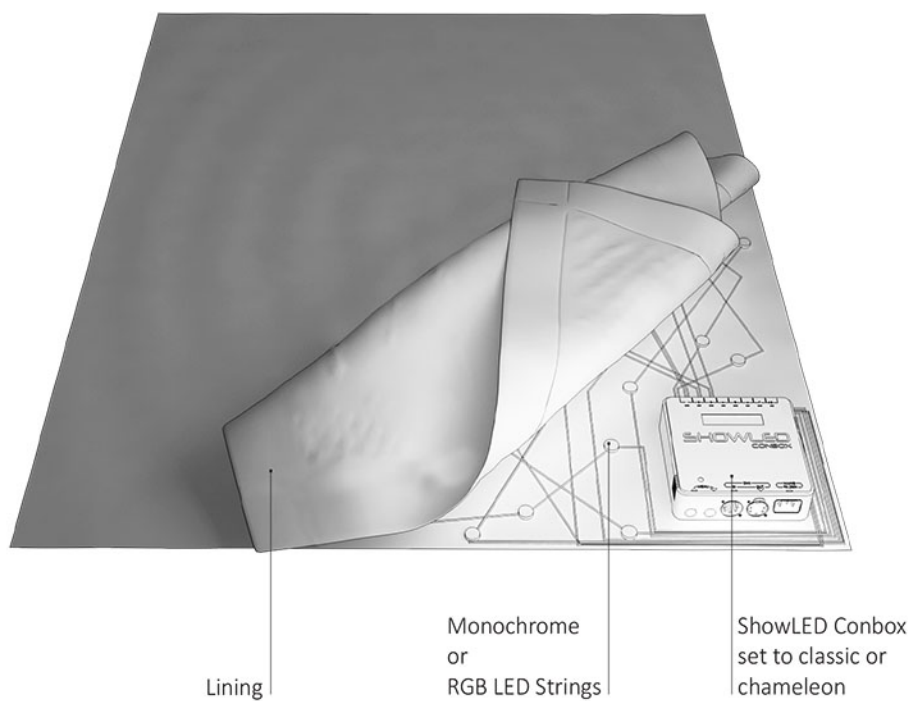 SHOWLED
CONBOX
Monochrome
or
RGB LED Strings
ShowLED Conbox
set to classic or
chameleon
Lining